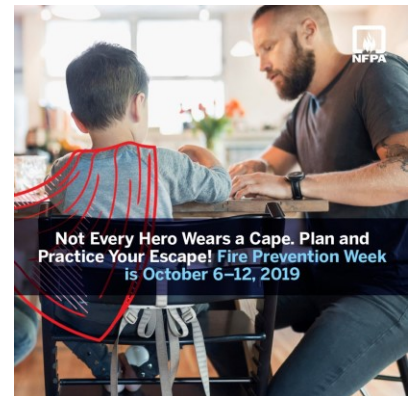 NFPA
Not Every Hero Wears a Cape. Plan and
Practice Your Escape! Fire Prevention Week
is October 6–12, 2019